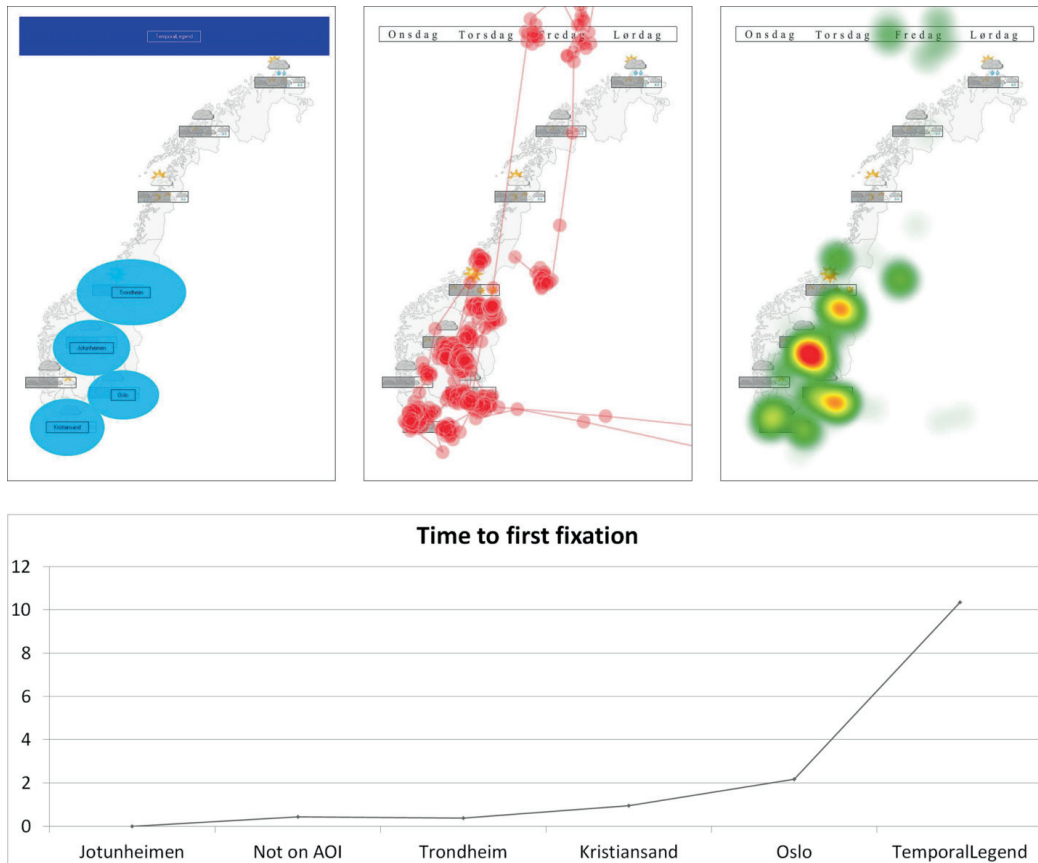 TemporalLegend
Trondheim
Jotunheimen
Oslo
Kristiansand
Onsdag Torsdag Fredag Lørdag
Onsdag Torsdag Fredag Lørdag
Time to first fixation
12
10
8
6
4
2
0
Jotunheimen Not on AOI Trondheim Kristiansand Oslo TemporalLegend